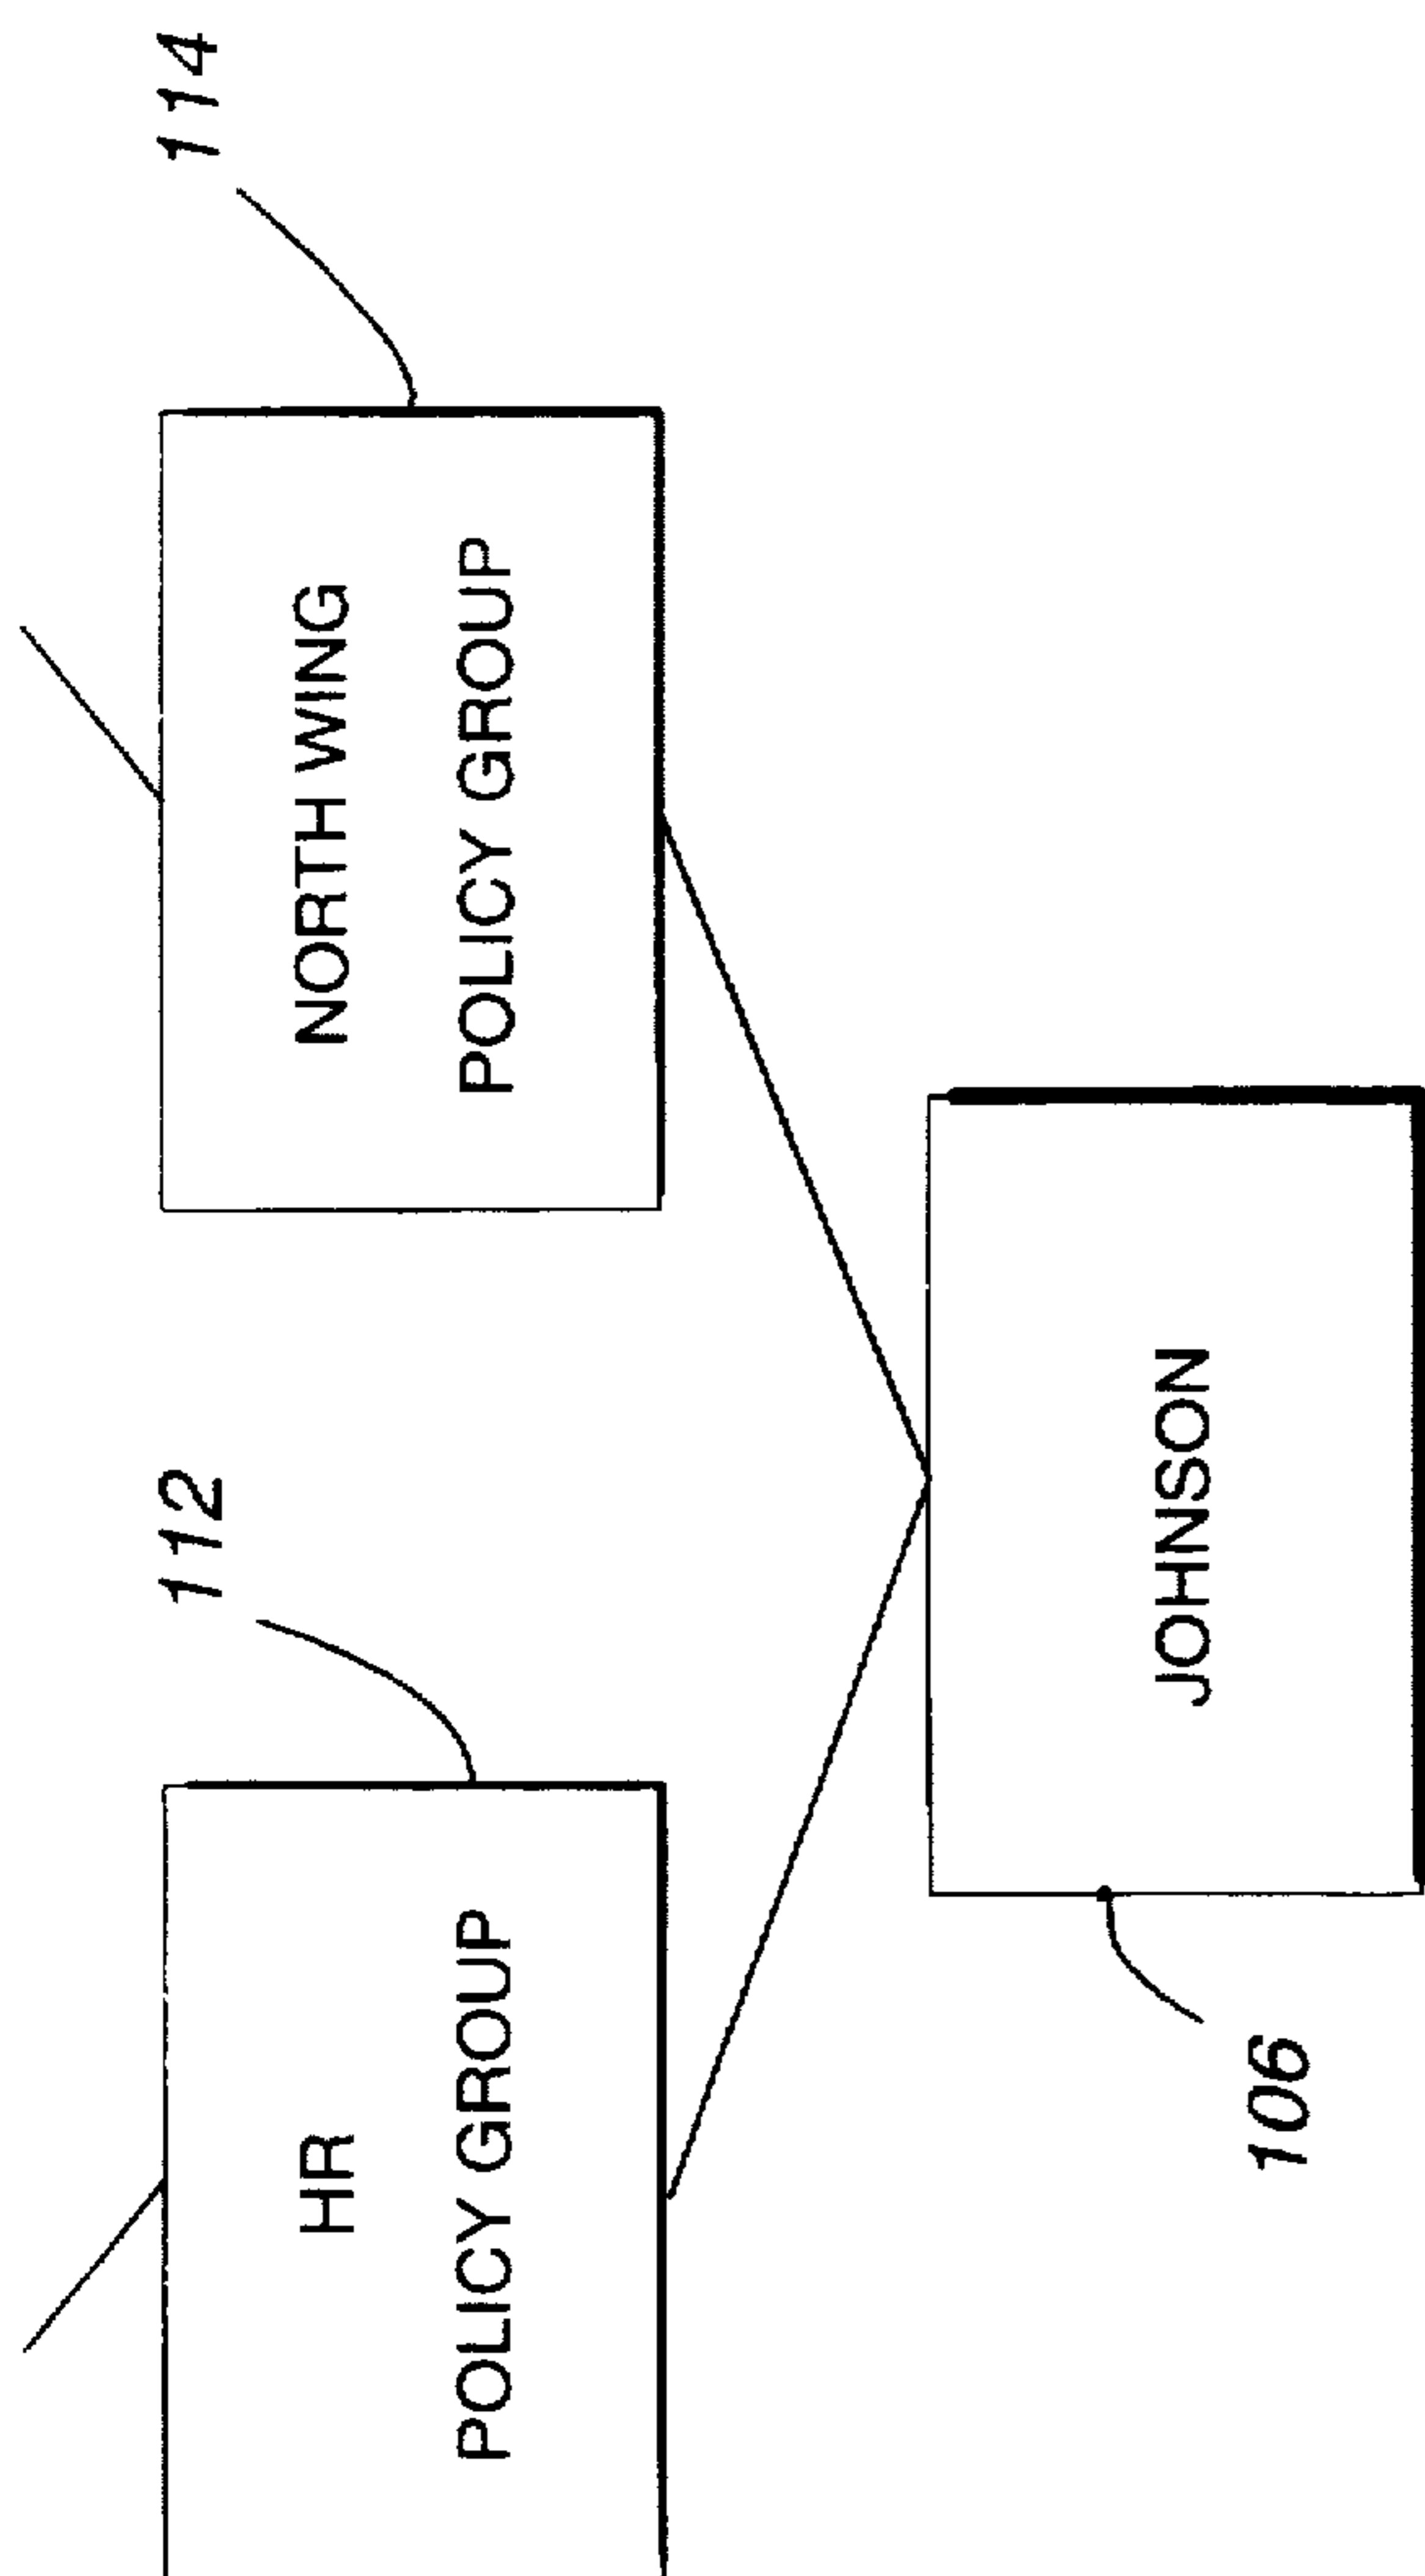 112
114
HR
POLICY GROUP
NORTH WING
POLICY GROUP
JOHNSON
106